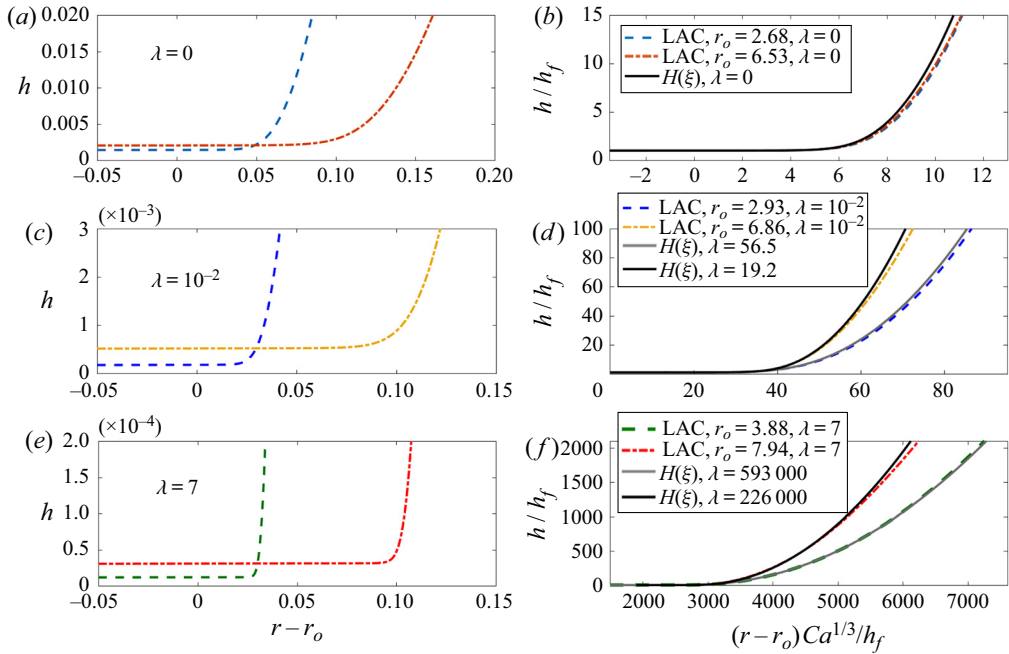 (a)
0.020
0.015
0.010
0.005
0
h
λ = 0
–0.05 0 0.05 0.10 0.15 0.20
(b)
15
10
5
0
h / h_f
LAC, r_o = 2.68, λ = 0
LAC, r_o = 6.53, λ = 0
H(ξ), λ = 0
–2 0 2 4 6 8 10 12
(c)
(×10⁻³)
3
2
1
0
h
λ = 10⁻²
–0.05 0 0.05 0.10 0.15
(d)
100
80
60
40
20
0
h / h_f
LAC, r_o = 2.93, λ = 10⁻²
LAC, r_o = 6.86, λ = 10⁻²
H(ξ), λ = 56.5
H(ξ), λ = 19.2
20 40 60 80
(e)
(×10⁻⁴)
2.0
1.5
1.0
0.5
0
h
λ = 7
–0.05 0 0.05 0.10 0.15
r – r_o
(f)
2000
1500
1000
500
0
h / h_f
LAC, r_o = 3.88, λ = 7
LAC, r_o = 7.94, λ = 7
H(ξ), λ = 593 000
H(ξ), λ = 226 000
2000 3000 4000 5000 6000 7000
(r – r_o) Ca^{1/3}/h_f